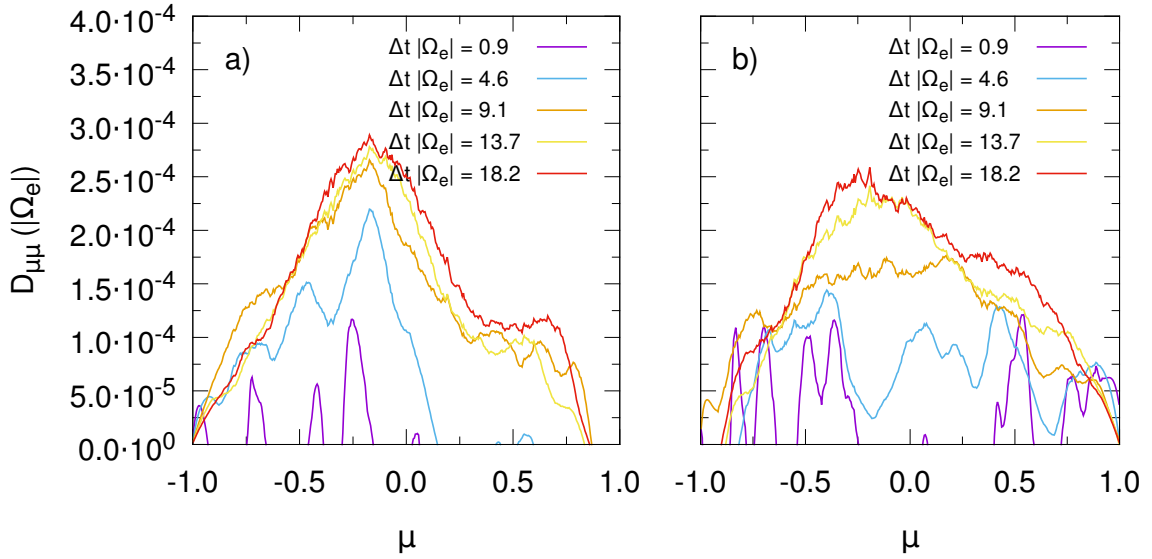 a)
Δt |Ωₑ| = 0.9
Δt |Ωₑ| = 4.6
Δt |Ωₑ| = 9.1
Δt |Ωₑ| = 13.7
Δt |Ωₑ| = 18.2
4.0·10⁻⁴
3.5·10⁻⁴
3.0·10⁻⁴
2.5·10⁻⁴
2.0·10⁻⁴
1.5·10⁻⁴
1.0·10⁻⁴
5.0·10⁻⁵
0.0·10⁰
D_μμ (|Ωₑ|)
-1.0 -0.5 0.0 0.5 1.0
μ
b)
Δt |Ωₑ| = 0.9
Δt |Ωₑ| = 4.6
Δt |Ωₑ| = 9.1
Δt |Ωₑ| = 13.7
Δt |Ωₑ| = 18.2
-1.0 -0.5 0.0 0.5 1.0
μ